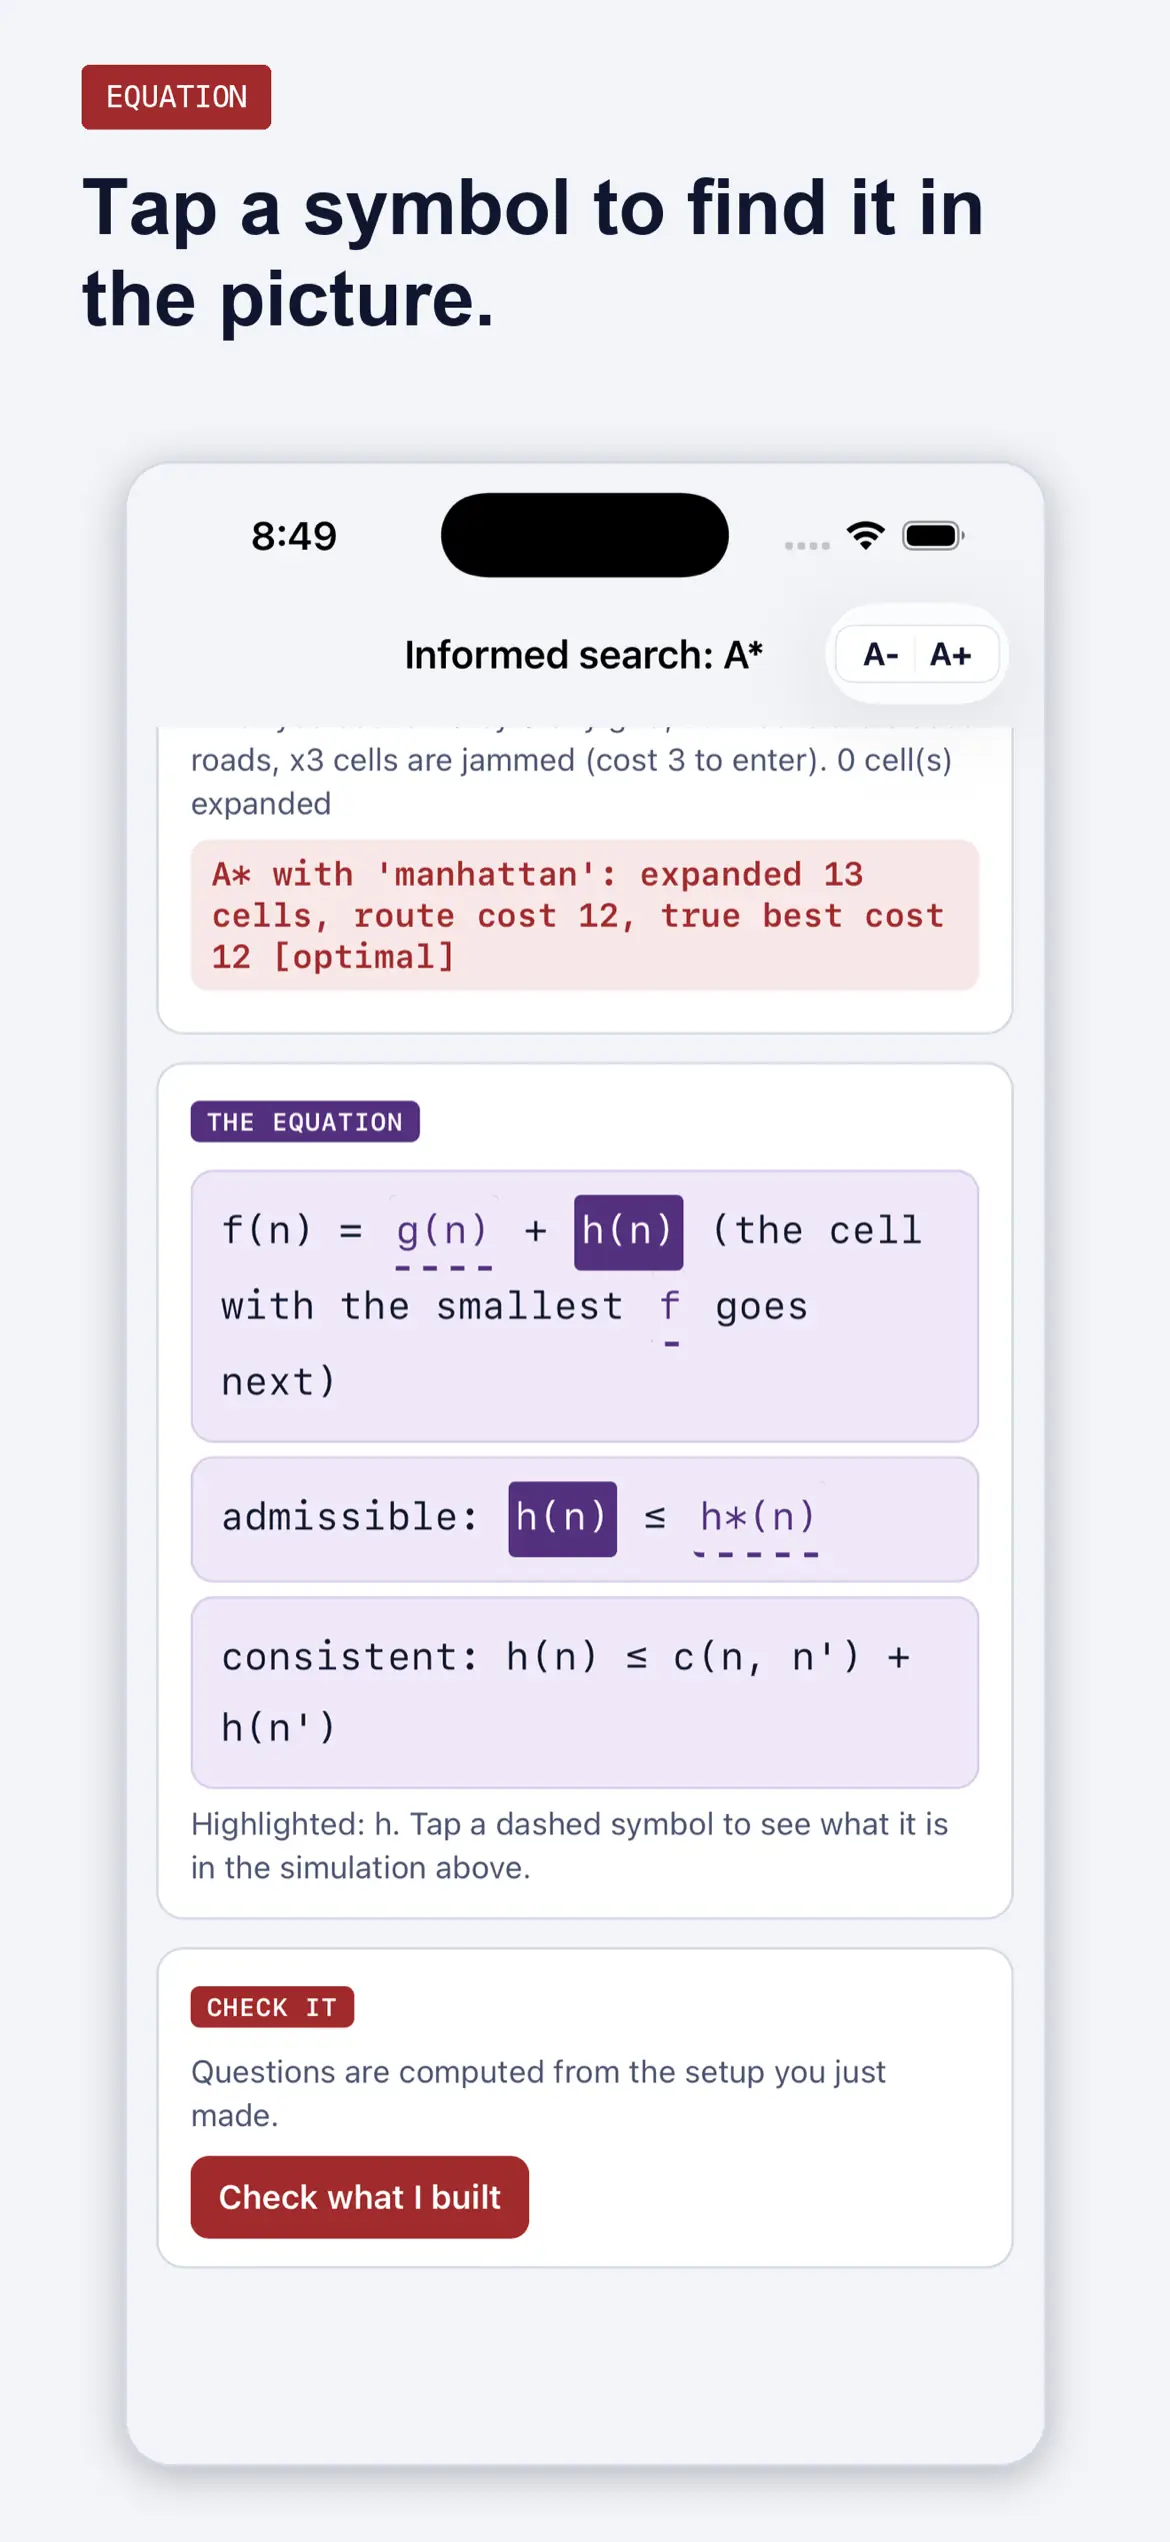 EQUATION
Tap a symbol to find it in
the picture.
8:49
Informed search: A*
A- A+
roads, x3 cells are jammed (cost 3 to enter). 0 cell(s)
expanded
A* with 'manhattan': expanded 13
cells, route cost 12, true best cost
12 [optimal]
THE EQUATION
f(n) = g(n) + h(n) (the cell
with the smallest f goes
next)
admissible: h(n) ≤ h*(n)
consistent: h(n) ≤ c(n, n') +
h(n')
Highlighted: h. Tap a dashed symbol to see what it is
in the simulation above.
CHECK IT
Questions are computed from the setup you just
made.
Check what I built